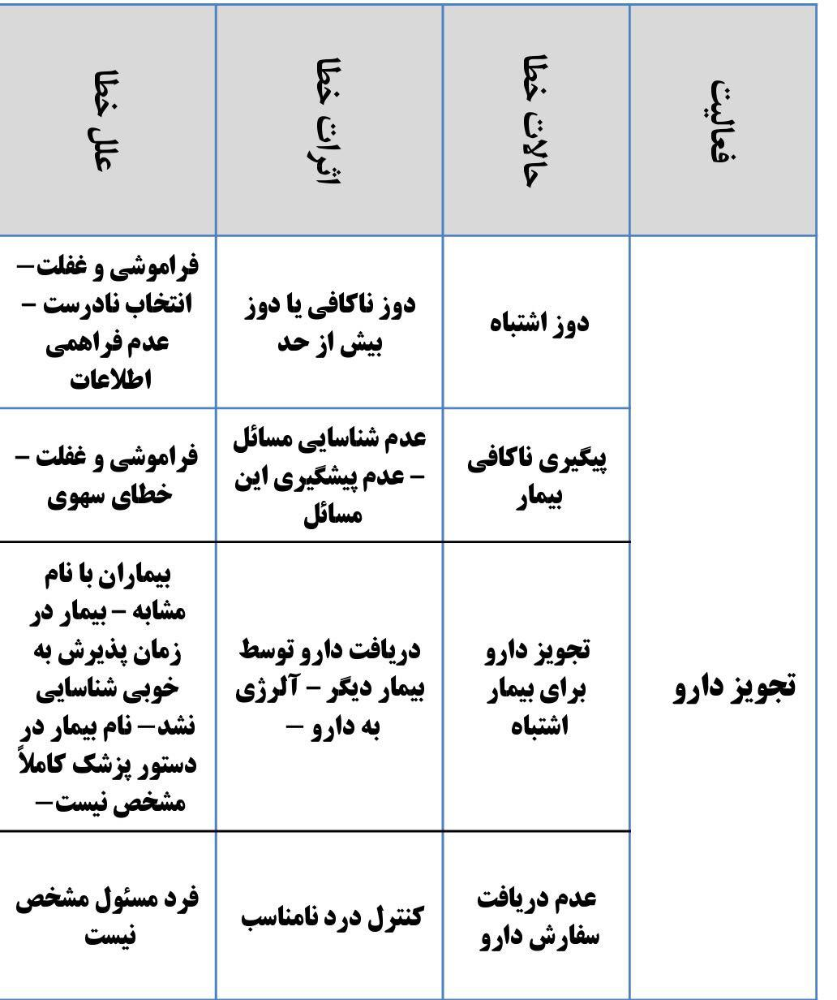 فعالیت
حالات خطا
اثرات خطا
علل خطا
تجویز دارو
دوز اشتباه
دوز ناکافی یا دوز
بیش از حد
فراموشی و غفلت–
انتخاب نادرست –
عدم فراهمی
اطلاعات
پیگیری ناکافی
بیمار
عدم شناسایی مسائل
– عدم پیشگیری این
مسائل
فراموشی و غفلت –
خطای سهوی
تجویز دارو
برای بیمار
اشتباه
دریافت دارو توسط
بیمار دیگر – آلرژی
به دارو –
بیماران با نام
مشابه – بیمار در
زمان پذیرش به
خوبی شناسایی
نشد– نام بیمار در
دستور پزشک کاملاً
مشخص نیست–
عدم دریافت
سفارش دارو
کنترل درد نامناسب
فرد مسئول مشخص
نیست